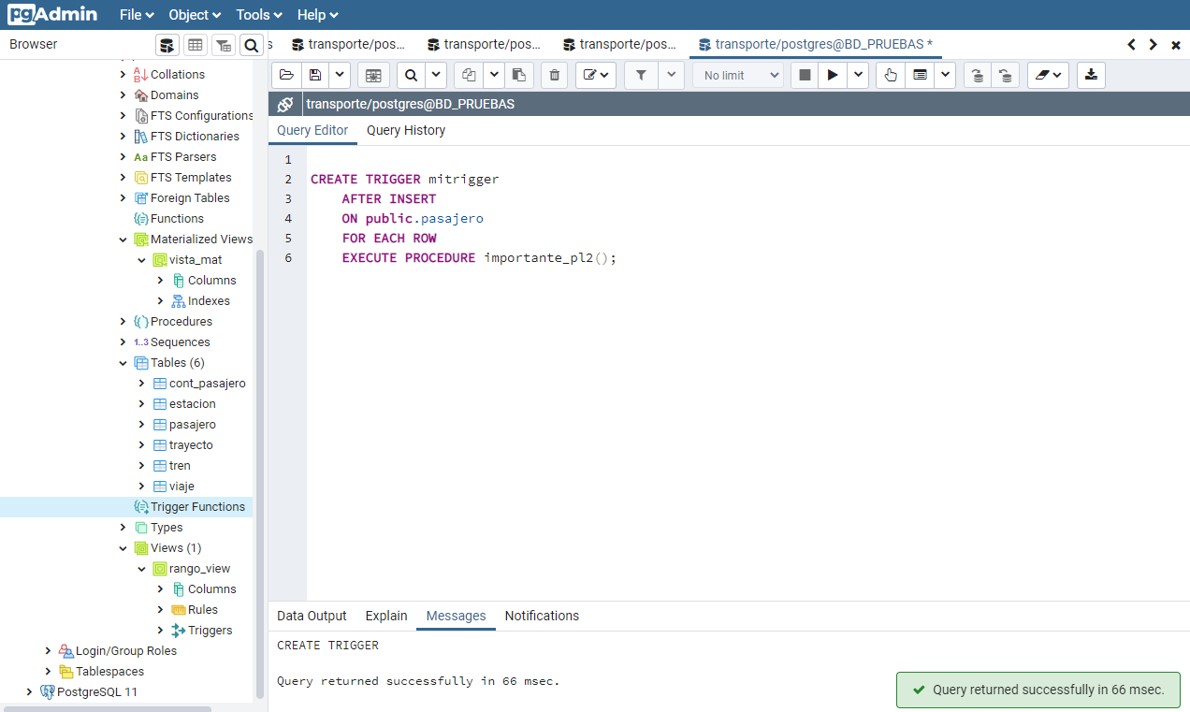 pgAdmin File Object Tools Help
Browser
transporte/pos...
transporte/pos...
transporte/pos...
transporte/postgres@BD_PRUEBAS *
No limit
transporte/postgres@BD_PRUEBAS
Query Editor Query History
Collations
Domains
FTS Configurations
FTS Dictionaries
Aa FTS Parsers
FTS Templates
Foreign Tables
Functions
Materialized Views
vista_mat
Columns
Indexes
Procedures
1..3 Sequences
Tables (6)
cont_pasajero
estacion
pasajero
trayecto
tren
viaje
Trigger Functions
Types
Views (1)
rango_view
Columns
Rules
Triggers
Login/Group Roles
Tablespaces
PostgreSQL 11
1
2 CREATE TRIGGER mitrigger
3 AFTER INSERT
4 ON public.pasajero
5 FOR EACH ROW
6 EXECUTE PROCEDURE importante_pl2();
Data Output Explain Messages Notifications
CREATE TRIGGER
Query returned successfully in 66 msec.
Query returned successfully in 66 msec.